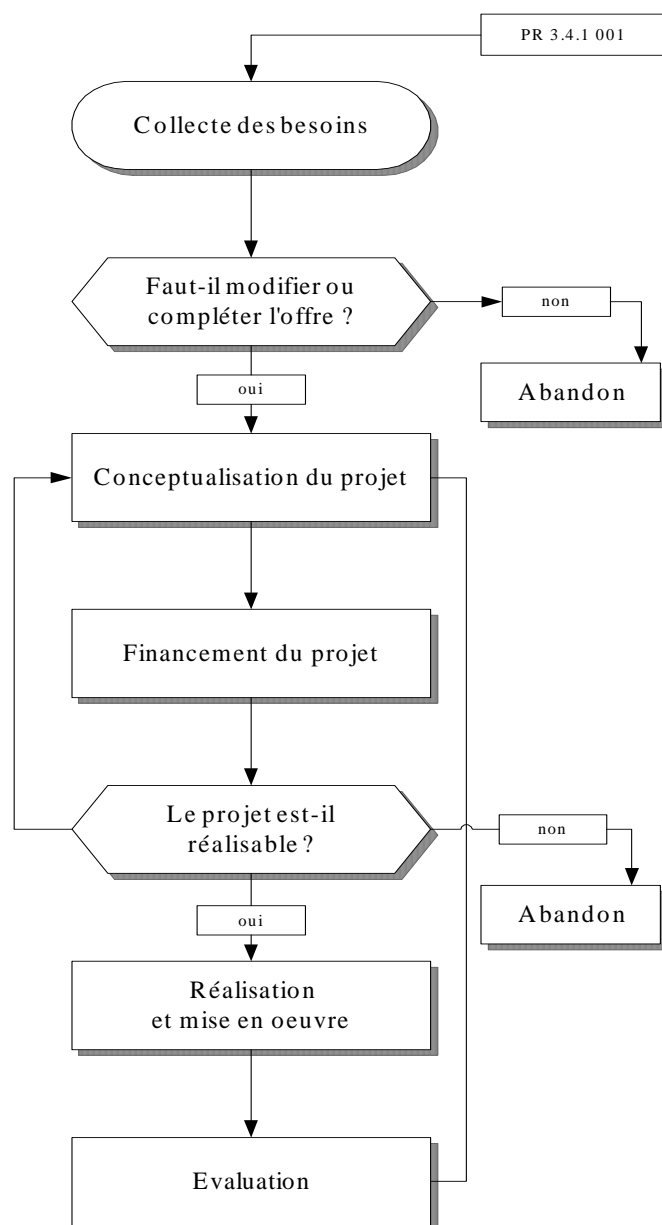 PR 3.4.1 001
Collecte des besoins
Faut-il modifier ou
compléter l'offre ?
non
Abandon
oui
Conceptualisation du projet
Financement du projet
Le projet est-il
réalisable ?
non
Abandon
oui
Réalisation
et mise en oeuvre
Evaluation